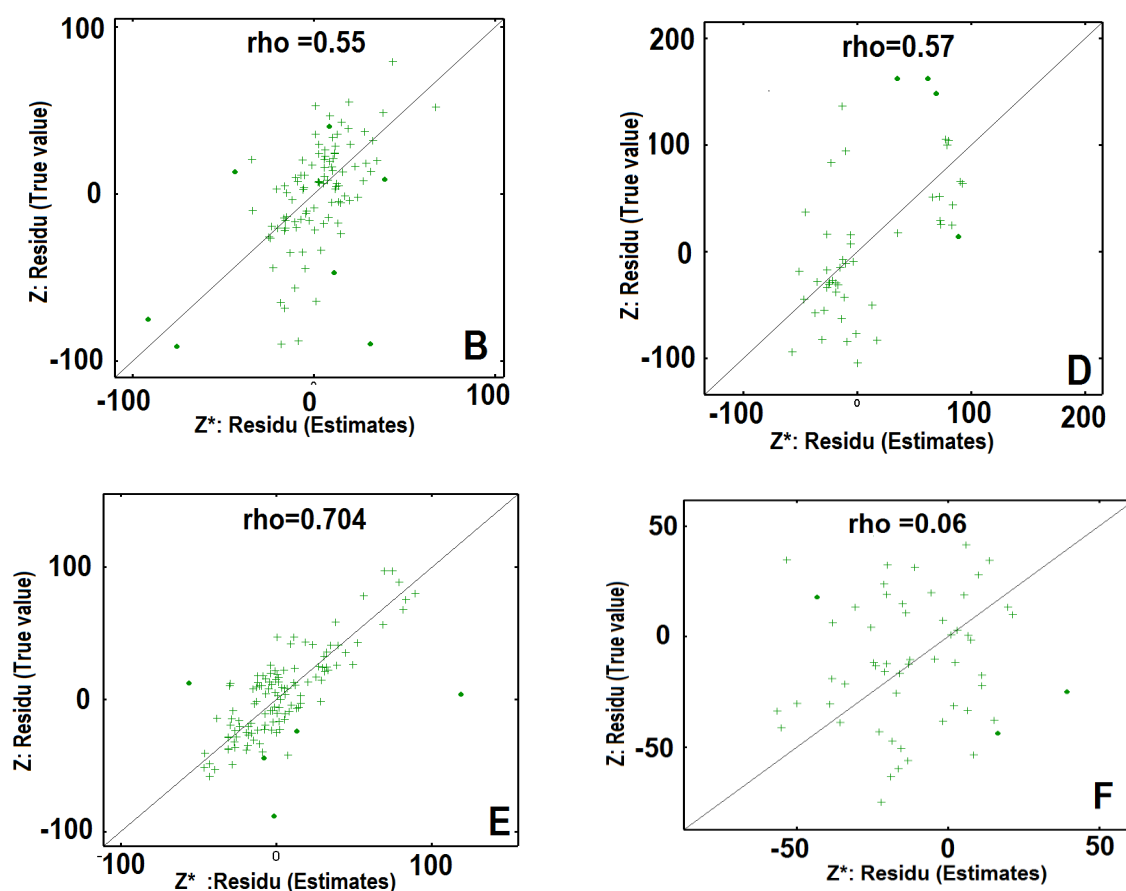 rho =0.55
100
0
-100
Z: Residu (True value)
B
-100
0
100
Z*: Residu (Estimates)
rho=0.57
200
100
0
-100
Z: Residu (True value)
D
-100
0
100
200
Z*: Residu (Estimates)
rho=0.704
100
0
-100
Z: Residu (True value)
E
-100
0
100
Z* :Residu (Estimates)
rho =0.06
50
0
-50
Z: Residu (True value)
F
-50
0
50
Z*: Residu (Estimates)